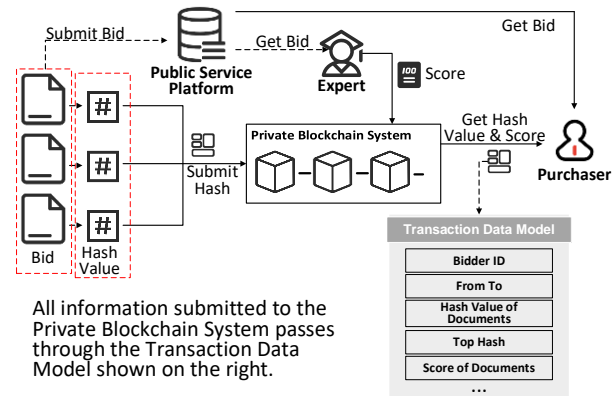 Submit Bid
Get Bid
Get Bid
Public Service
Platform
Expert
100
Score
#
#
#
Submit
Hash
Private Blockchain System
Get Hash
Value & Score
Purchaser
Bid
Hash
Value
Transaction Data Model
Bidder ID
From To
Hash Value of
Documents
Top Hash
Score of Documents
...
All information submitted to the
Private Blockchain System passes
through the Transaction Data
Model shown on the right.